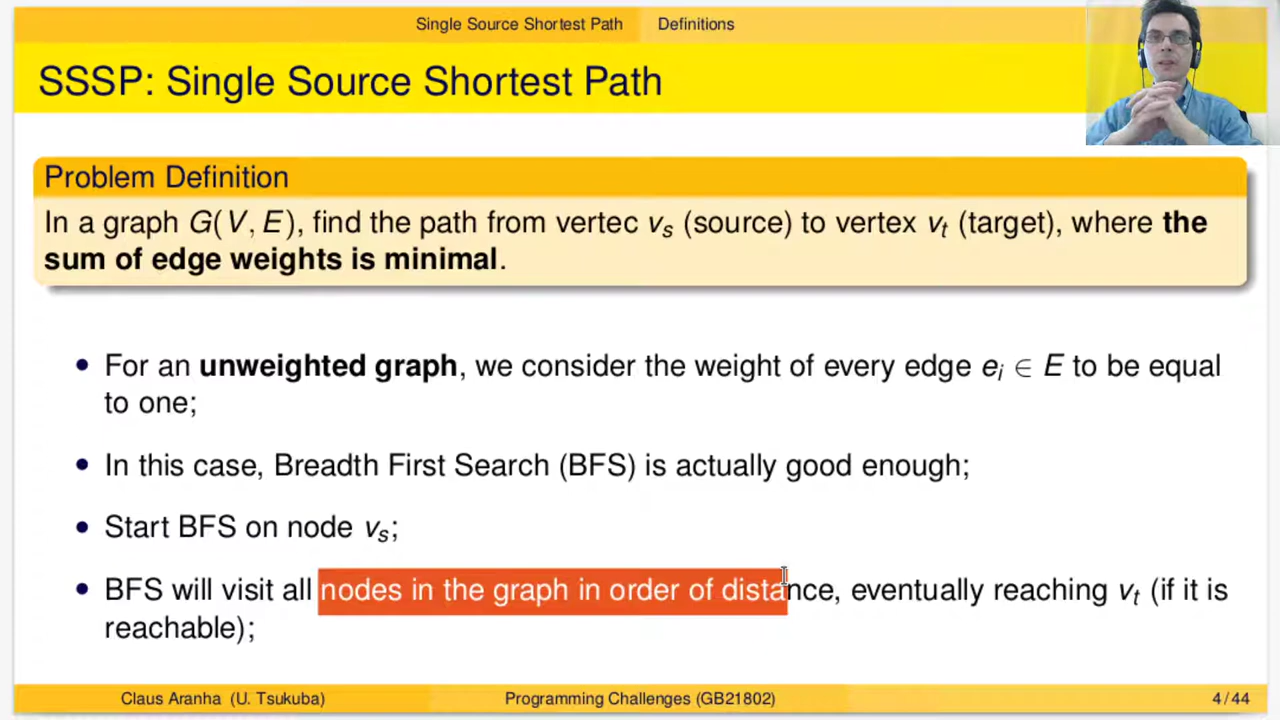 Single Source Shortest Path Definitions
SSSP: Single Source Shortest Path
Problem Definition
In a graph G(V, E), find the path from vertec vₛ (source) to vertex vₜ (target), where the
sum of edge weights is minimal.
• For an unweighted graph, we consider the weight of every edge eᵢ ∈ E to be equal
to one;
• In this case, Breadth First Search (BFS) is actually good enough;
• Start BFS on node vₛ;
• BFS will visit all nodes in the graph in order of distance, eventually reaching vₜ (if it is
reachable);
Claus Aranha (U. Tsukuba) Programming Challenges (GB21802) 4 / 44